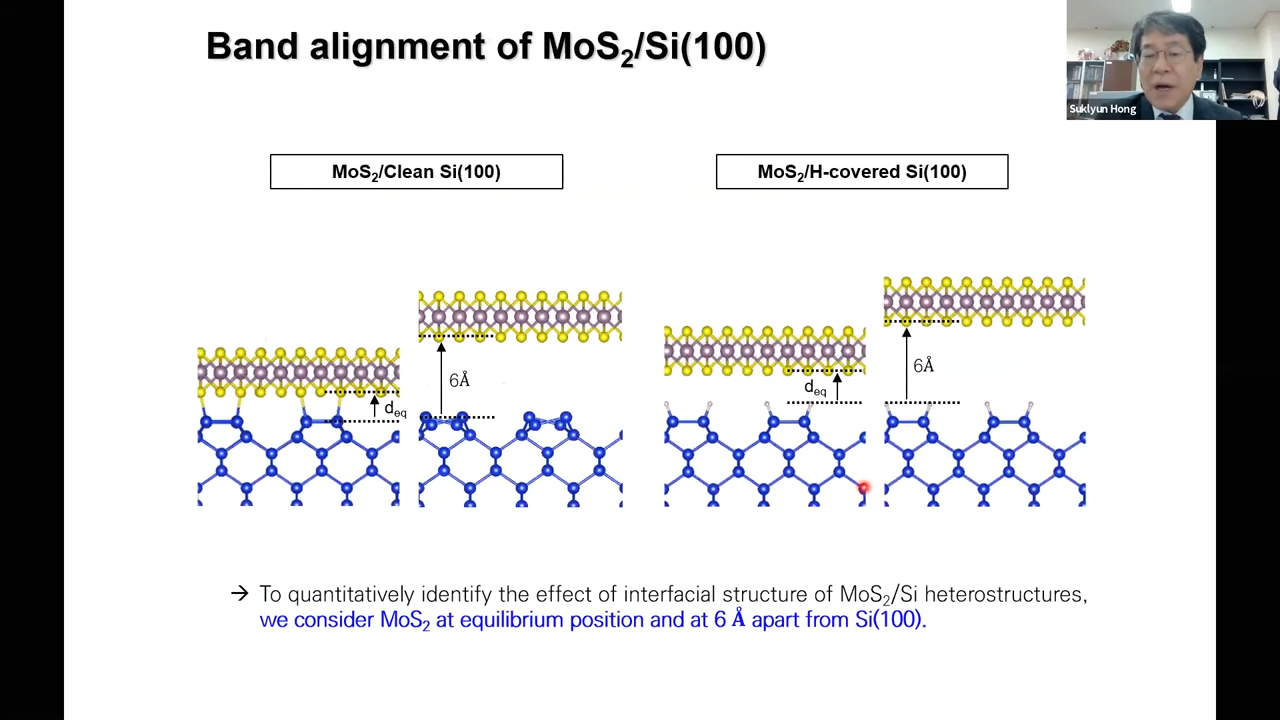 Band alignment of MoS₂/Si(100)
Suklyun Hong
MoS₂/Clean Si(100)
MoS₂/H-covered Si(100)
6Å
d_eq
6Å
d_eq
→ To quantitatively identify the effect of interfacial structure of MoS₂/Si heterostructures,
we consider MoS₂ at equilibrium position and at 6 Å apart from Si(100).